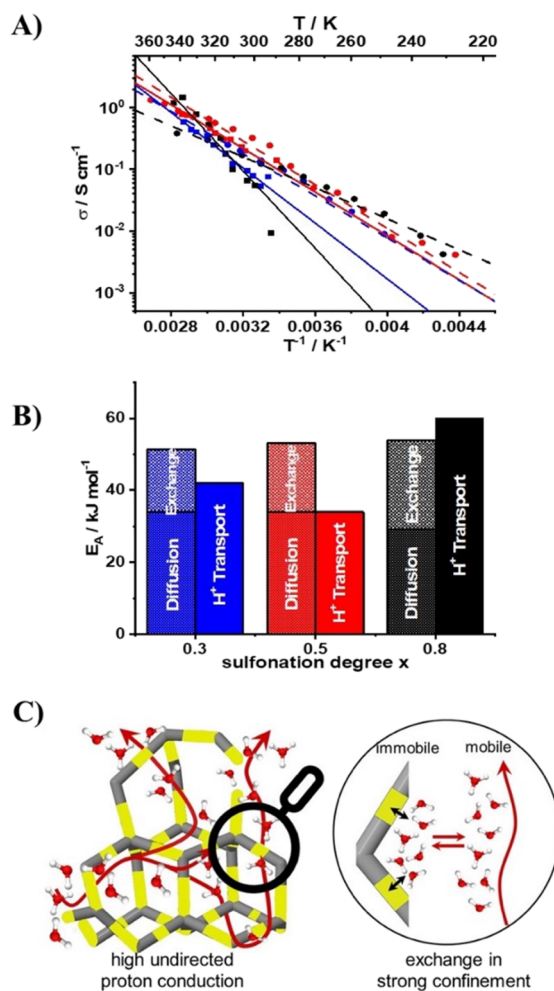 A)
T / K
360 340 320 300 280 260 240 220
10⁰
10⁻¹
10⁻²
10⁻³
σ / S cm⁻¹
0.0028 0.0032 0.0036 0.004 0.0044
T⁻¹ / K⁻¹
B)
60
40
20
0
E_A / kJ mol⁻¹
Exchange
Diffusion
H⁺ Transport
Exchange
Diffusion
H⁺ Transport
Exchange
Diffusion
H⁺ Transport
0.3 0.5 0.8
sulfonation degree x
C)
immobile mobile
high undirected
proton conduction
exchange in
strong confinement